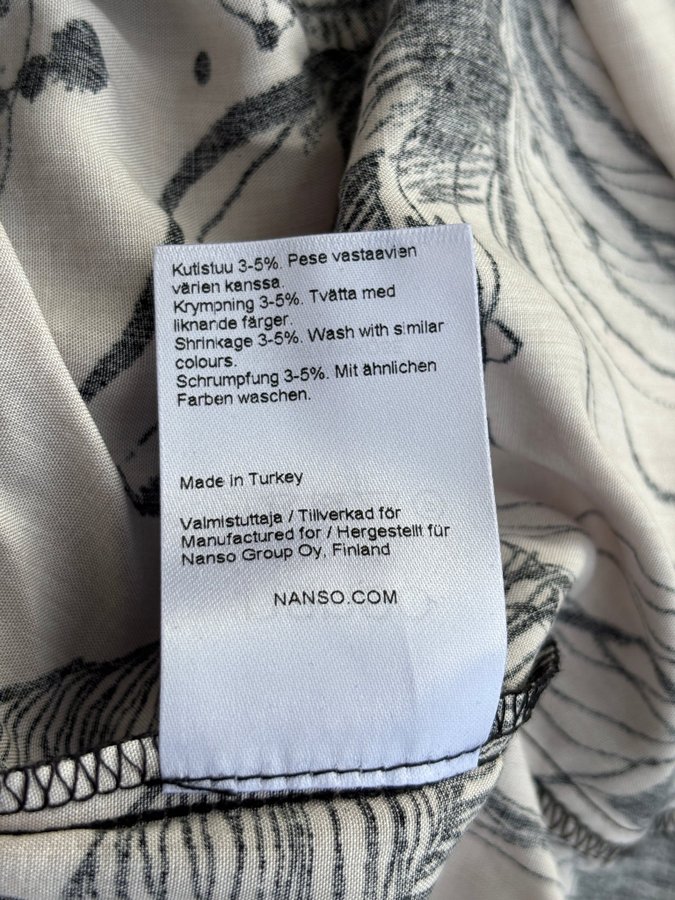 Kutistuu 3-5%. Pese vastaavien
värien kanssa.
Krympning 3-5%. Tvätta med
liknande färger.
Shrinkage 3-5%. Wash with similar
colours.
Schrumpfung 3-5%. Mit ähnlichen
Farben waschen.
Made in Turkey
Valmistuttaja / Tillverkad för
Manufactured for / Hergestellt für
Nanso Group Oy, Finland
NANSO.COM